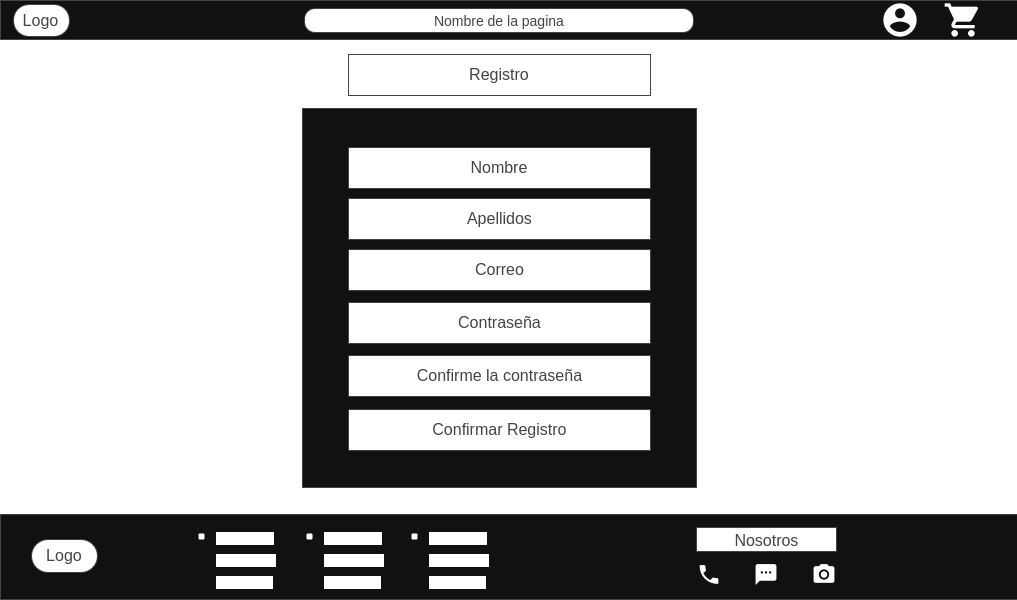 Logo
Nombre de la pagina
Registro
Nombre
Apellidos
Correo
Contraseña
Confirme la contraseña
Confirmar Registro
Logo
Nosotros